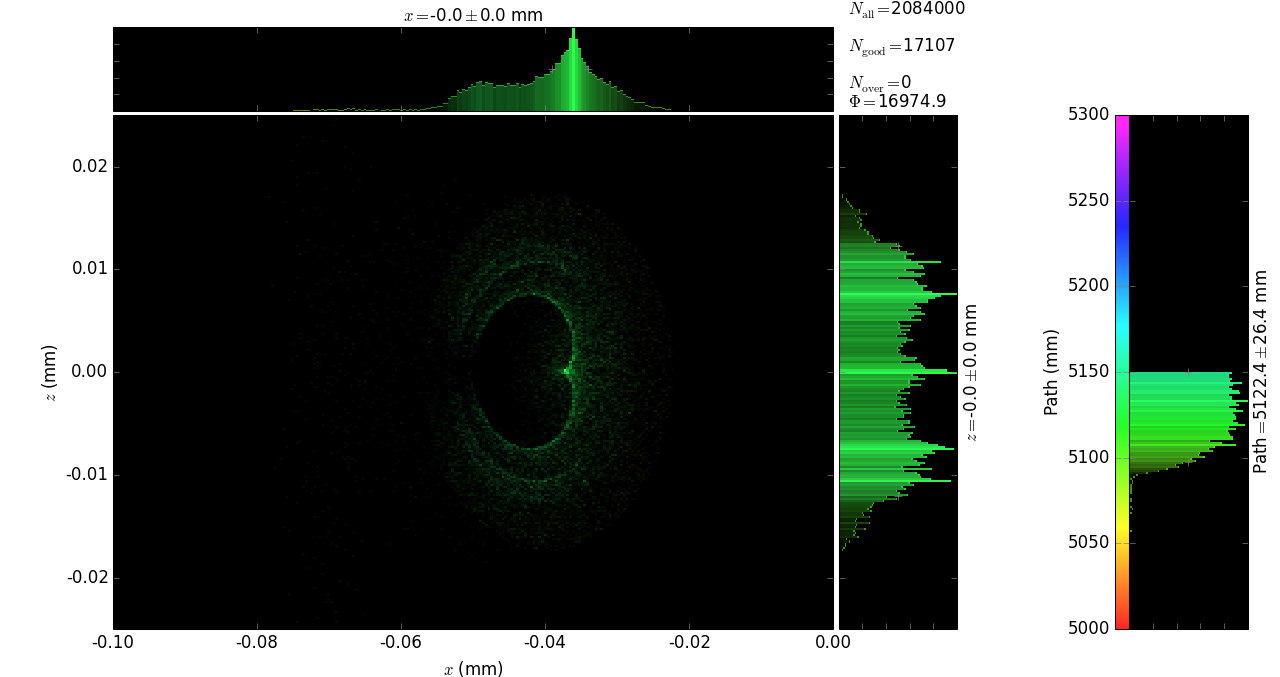 x=-0.0±0.0 mm
N_all=2084000
N_good=17107
N_over=0
Φ=16974.9
0.02
0.01
0.00
-0.01
-0.02
z (mm)
-0.10
-0.08
-0.06
-0.04
-0.02
0.00
x (mm)
z=-0.0±0.0 mm
5300
5250
5200
5150
5100
5050
5000
Path (mm)
Path=5122.4±26.4 mm